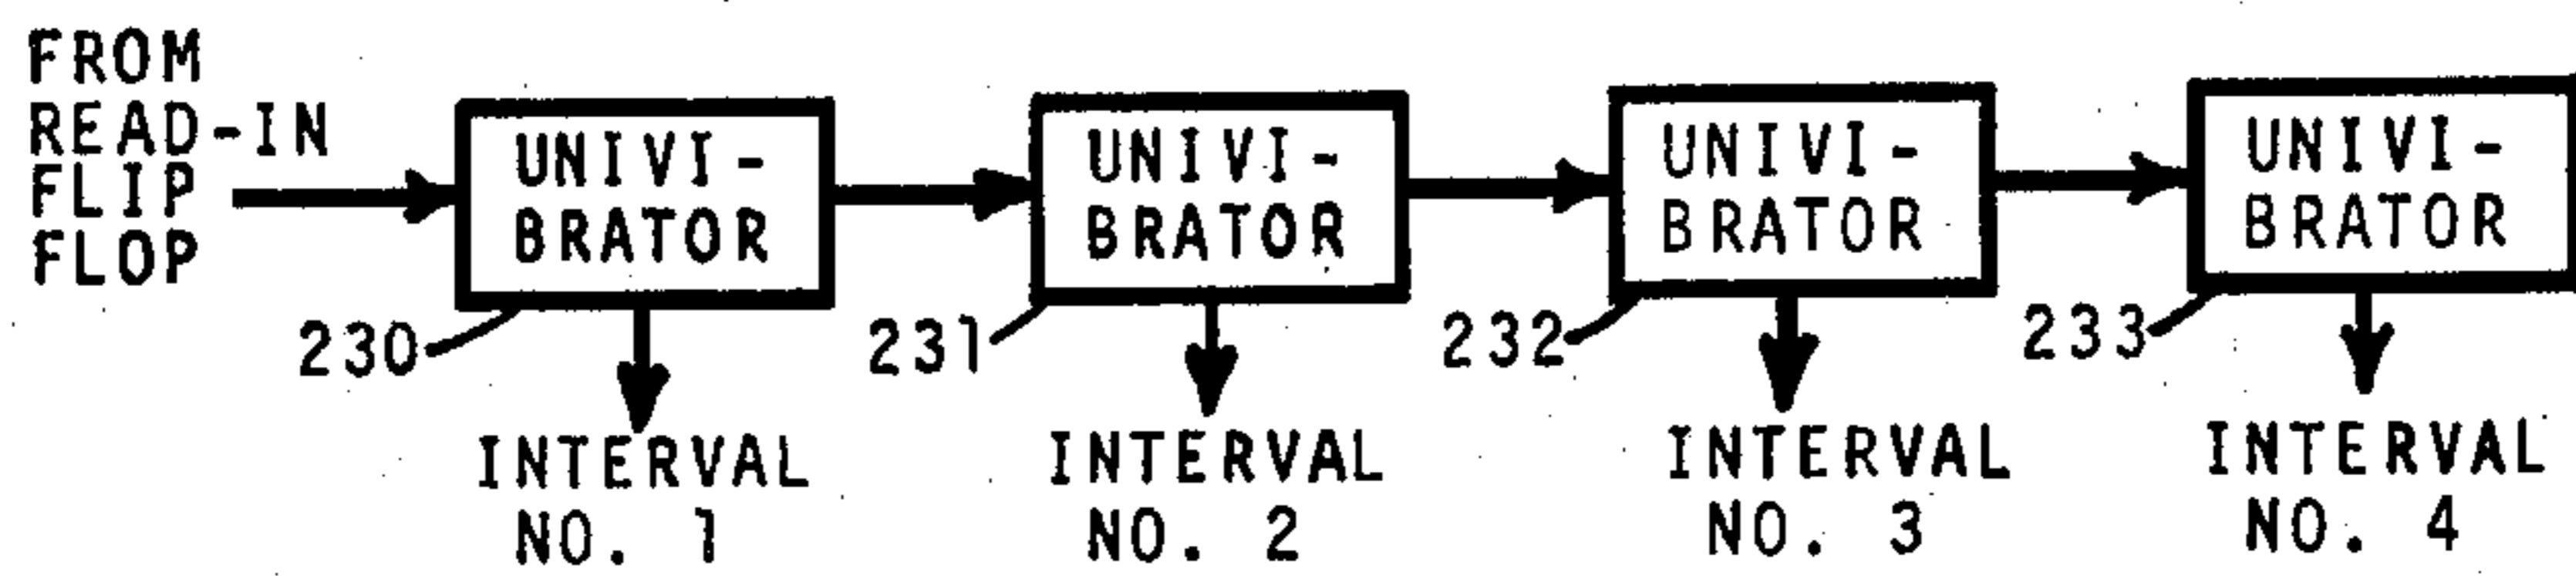 FROM
READ-IN
FLIP
FLOP
UNIVI-
BRATOR
UNIVI-
BRATOR
UNIVI-
BRATOR
UNIVI-
BRATOR
230
231
232
233
INTERVAL
NO. 1
INTERVAL
NO. 2
INTERVAL
NO. 3
INTERVAL
NO. 4